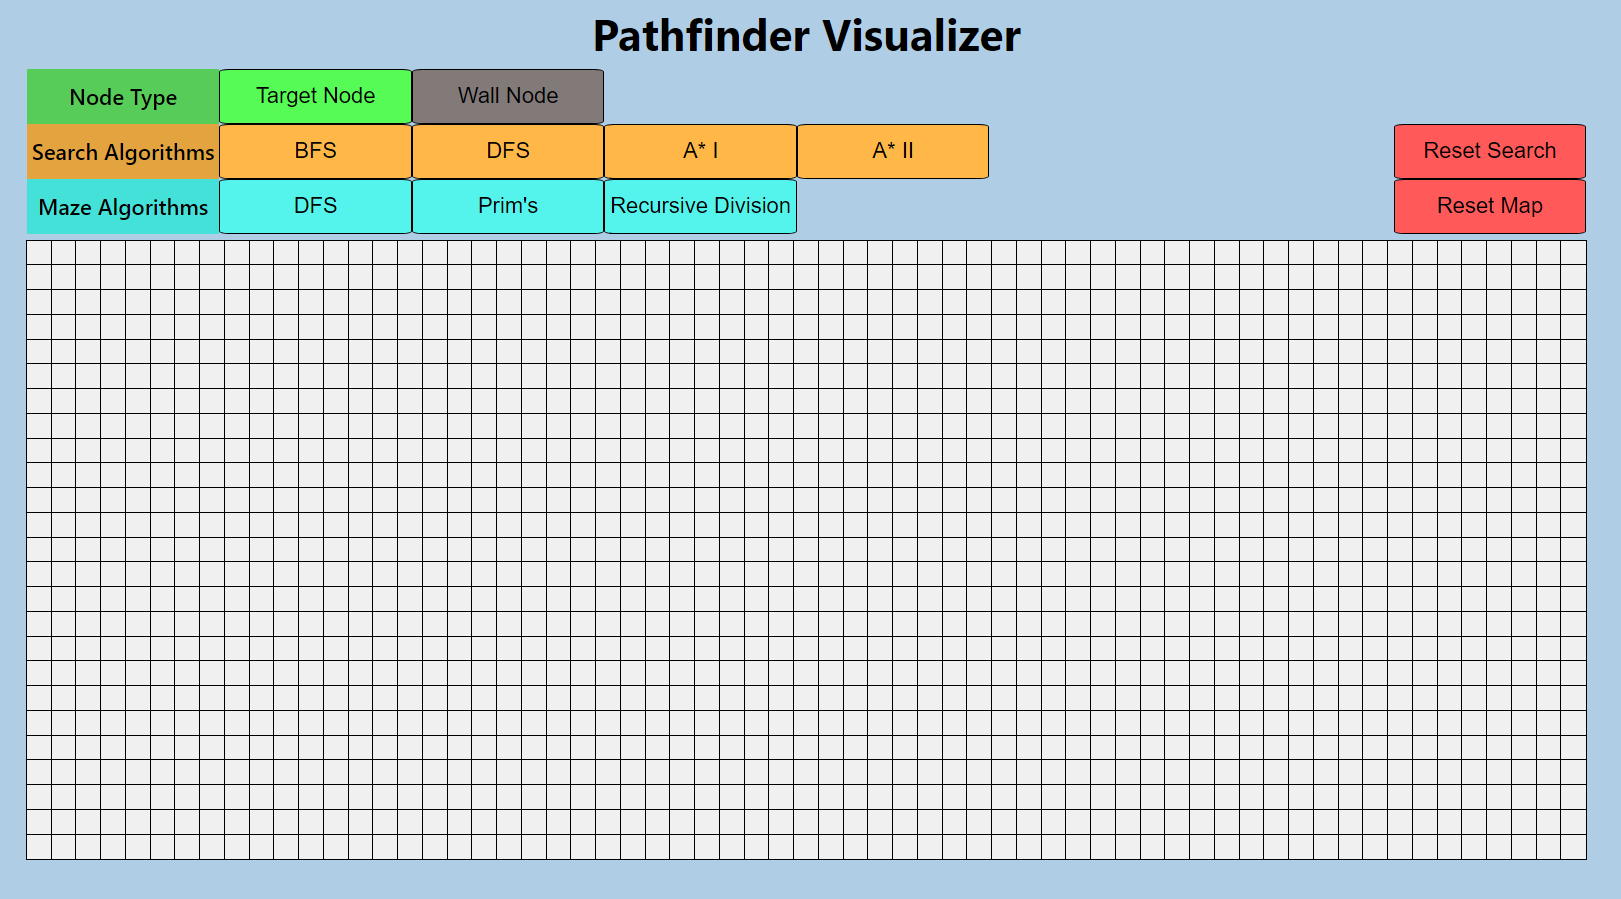 Pathfinder Visualizer
Node Type Target Node Wall Node
Search Algorithms BFS DFS A* I A* II Reset Search
Maze Algorithms DFS Prim's Recursive Division Reset Map